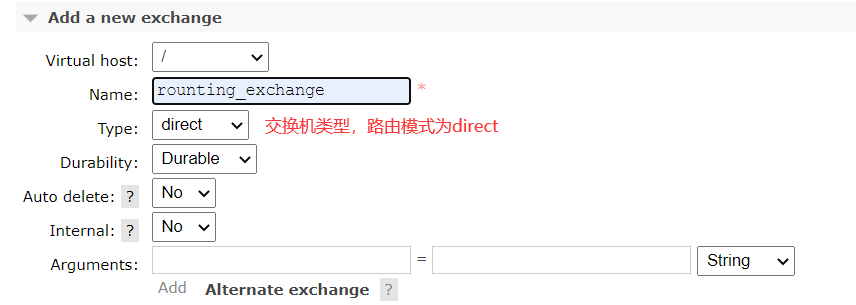 Add a new exchange
Virtual host: /
Name: rounting_exchange *
Type: direct 交换机类型，路由模式为direct
Durability: Durable
Auto delete: ? No
Internal: ? No
Arguments: = String
Add Alternate exchange ?